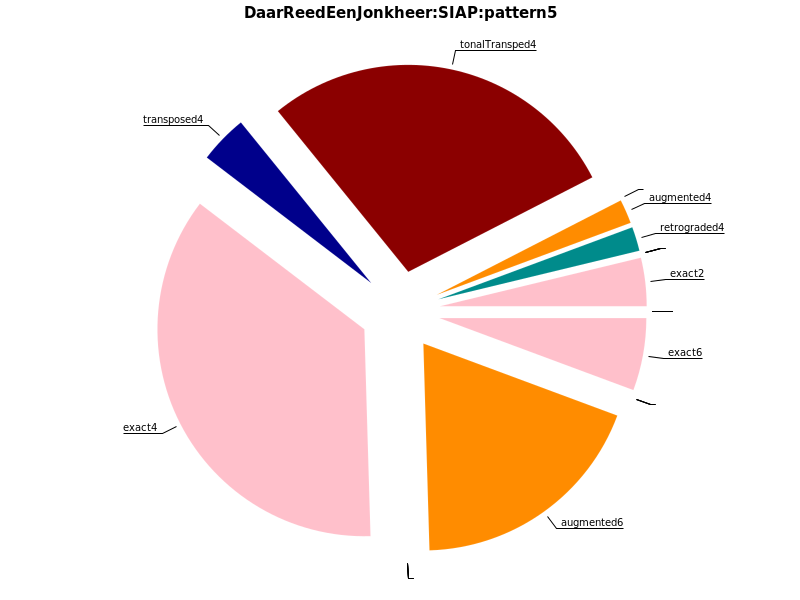 DaarReedEenJonkheer:SIAP:pattern5
tonalTransped4
transposed4
augmented4
retrograded4
exact2
exact6
exact4
augmented6